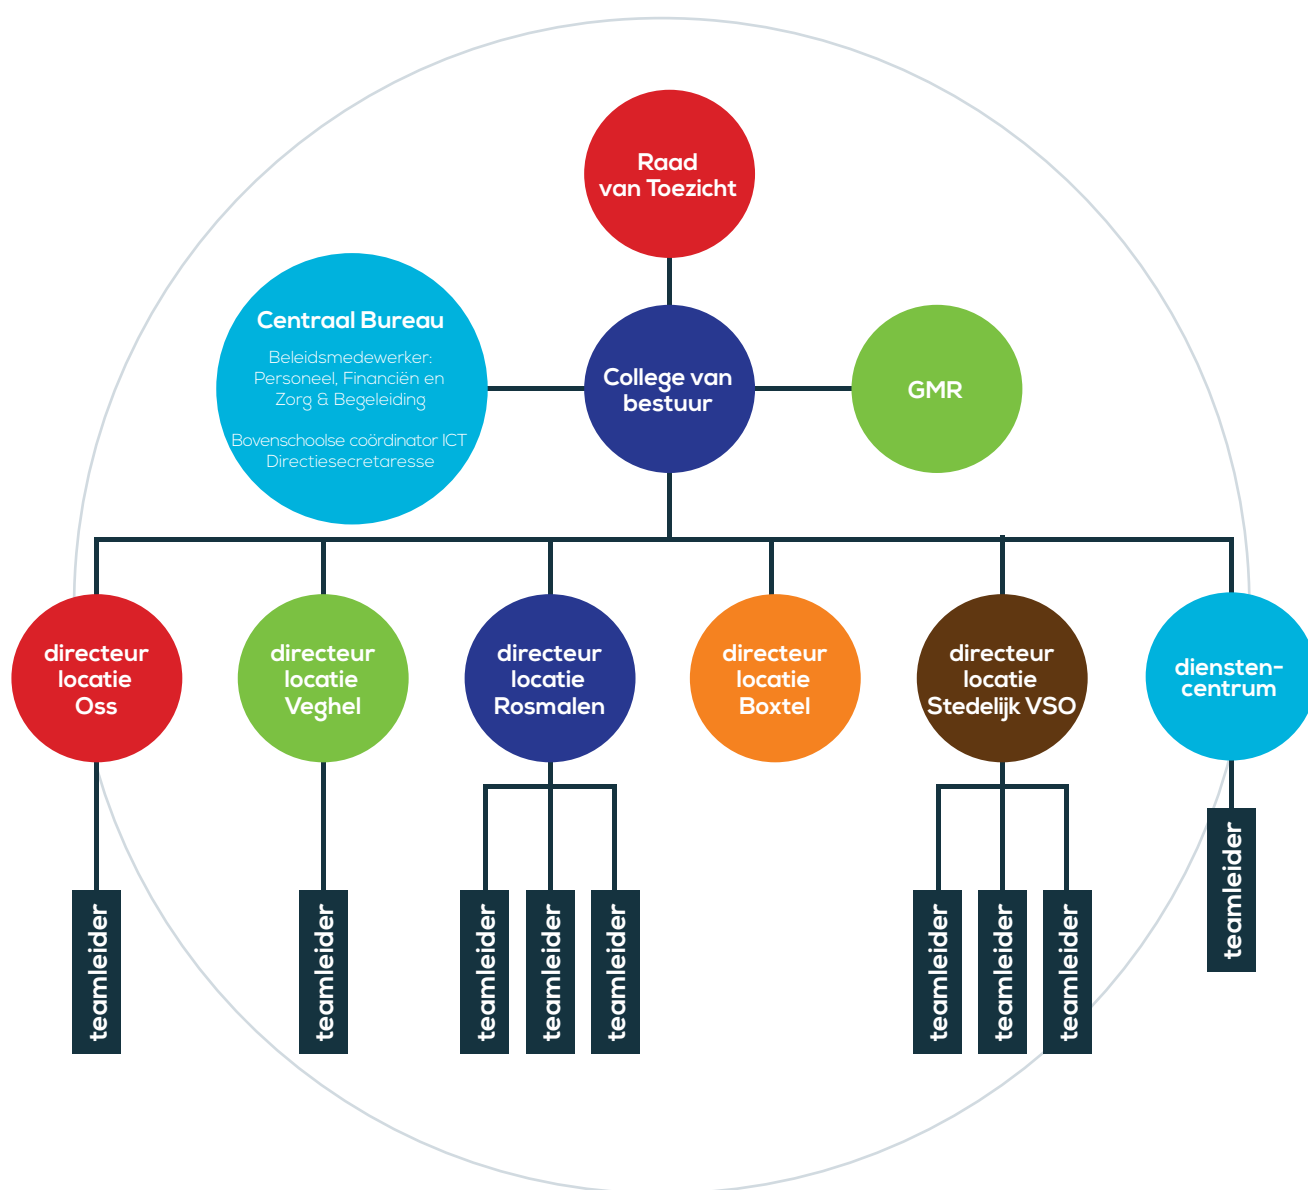 Raad
van Toezicht
Centraal Bureau
Beleidsmedewerker:
Personeel, Financiën en
Zorg & Begeleiding
Bovenschoolse coördinator ICT
Directiesecretaresse
College van
bestuur
GMR
directeur
locatie
Oss
directeur
locatie
Veghel
directeur
locatie
Rosmalen
directeur
locatie
Boxtel
directeur
locatie
Stedelijk VSO
diensten-
centrum
teamleider
teamleider
teamleider
teamleider
teamleider
teamleider
teamleider
teamleider
teamleider